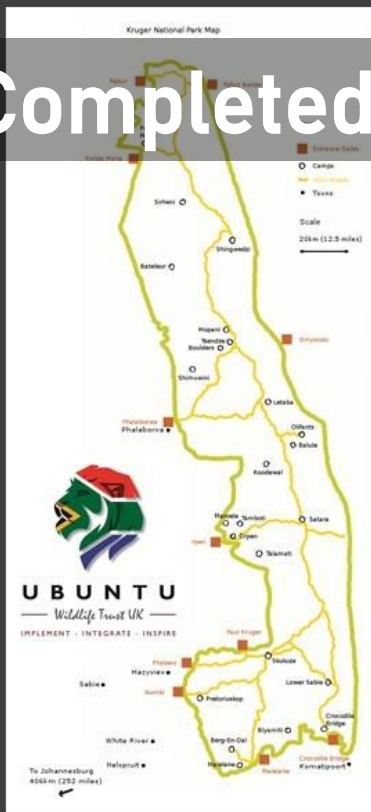 Kruger National Park Map
Completed
Pafuri
Punda Maria
Entrance Gates
Camps
Towns
Scale
20km (12.5 miles)
Sirheni
Shingwedzi
Bateleur
Mopani
Tsendze
Boulders
Giriyondo
Shimuwini
Letaba
Phalaborwa
Phalaborwa
Olifants
Balule
Roodewal
Maroela
Tamboti
Satara
Orpen
Talamati
UBUNTU
Wildlife Trust UK
IMPLEMENT - INTEGRATE - INSPIRE
Paul Kruger
Phabeni
Skukuza
Hazyview
Sabie
Numbi
Lower Sabie
Pretoriuskop
Crocodile
Bridge
White River
Berg-En-Dal
Biyamiti
Nelspruit
Malelane
Malelane
Crocodile Bridge
Komatipoort
To Johannesburg
406km (252 miles)